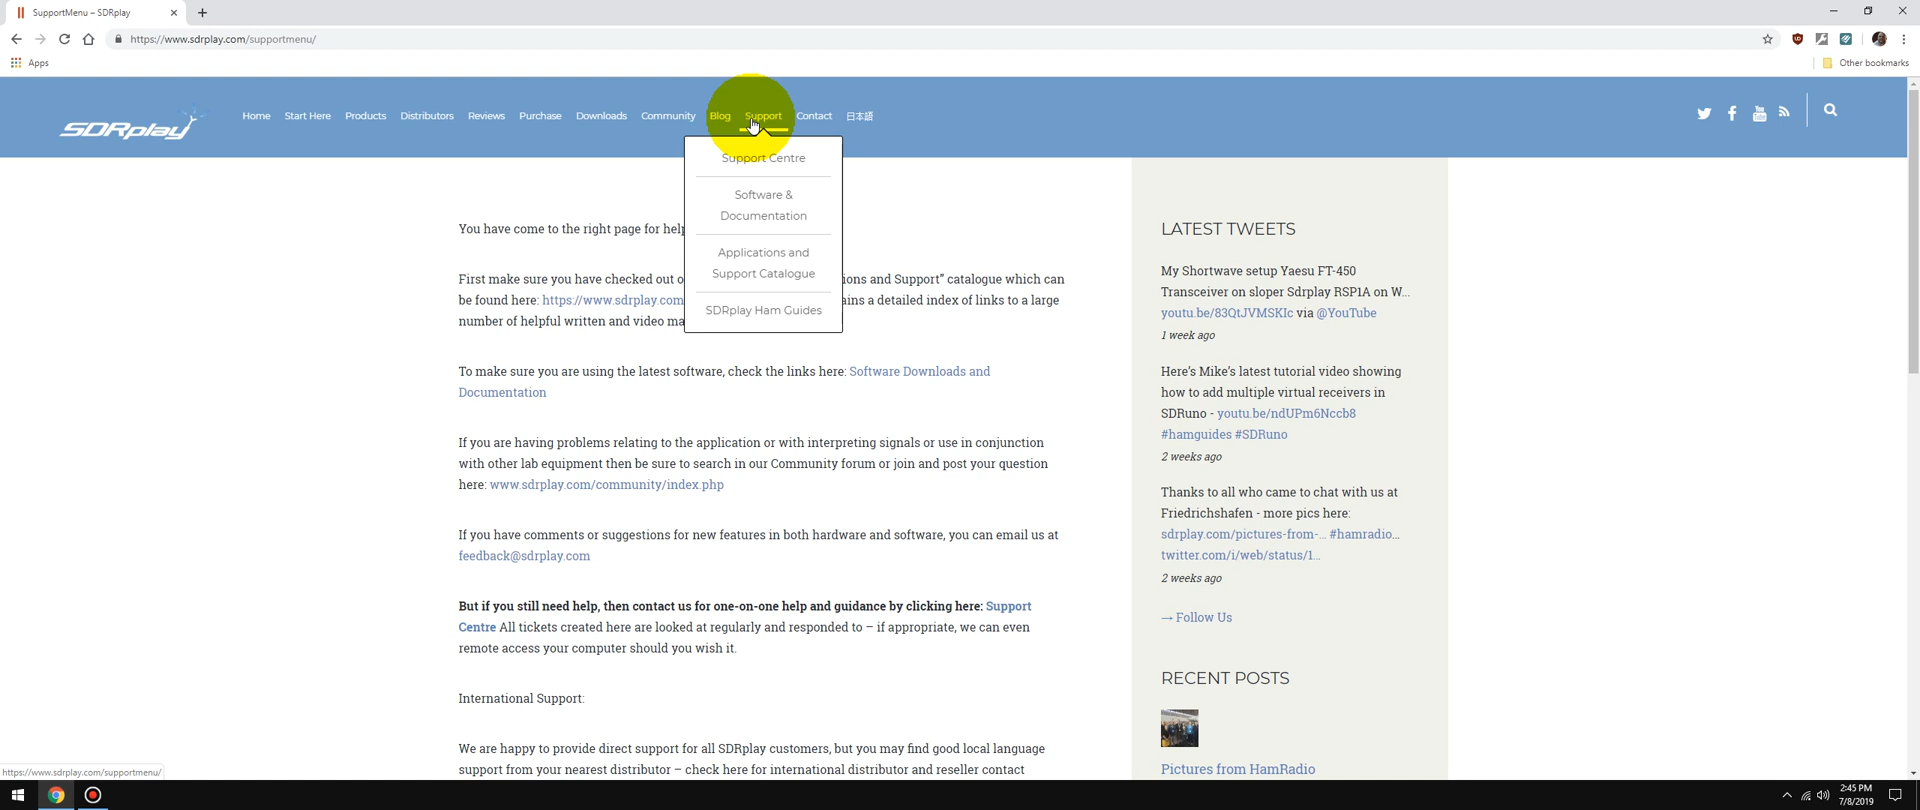 SupportMenu – SDRplay
https://www.sdrplay.com/supportmenu/
Apps
Other bookmarks
SDRplay
Home Start Here Products Distributors Reviews Purchase Downloads Community Blog Support Contact 日本語
Support Centre
Software &
Documentation
Applications and
Support Catalogue
SDRplay Ham Guides
You have come to the right page for help
First make sure you have checked out o ions and Support” catalogue which can
be found here: https://www.sdrplay.com ains a detailed index of links to a large
number of helpful written and video ma
To make sure you are using the latest software, check the links here: Software Downloads and
Documentation
If you are having problems relating to the application or with interpreting signals or use in conjunction
with other lab equipment then be sure to search in our Community forum or join and post your question
here: www.sdrplay.com/community/index.php
If you have comments or suggestions for new features in both hardware and software, you can email us at
feedback@sdrplay.com
But if you still need help, then contact us for one-on-one help and guidance by clicking here: Support
Centre All tickets created here are looked at regularly and responded to – if appropriate, we can even
remote access your computer should you wish it.
International Support:
We are happy to provide direct support for all SDRplay customers, but you may find good local language
support from your nearest distributor – check here for international distributor and reseller contact
LATEST TWEETS
My Shortwave setup Yaesu FT-450
Transceiver on sloper Sdrplay RSP1A on W...
youtu.be/83QtJVMSKIc via @YouTube
1 week ago
Here’s Mike’s latest tutorial video showing
how to add multiple virtual receivers in
SDRuno - youtu.be/ndUPm6Nccb8
#hamguides #SDRuno
2 weeks ago
Thanks to all who came to chat with us at
Friedrichshafen - more pics here:
sdrplay.com/pictures-from-... #hamradio...
twitter.com/i/web/status/1...
2 weeks ago
→ Follow Us
RECENT POSTS
Pictures from HamRadio
https://www.sdrplay.com/supportmenu/
2:45 PM
7/8/2019